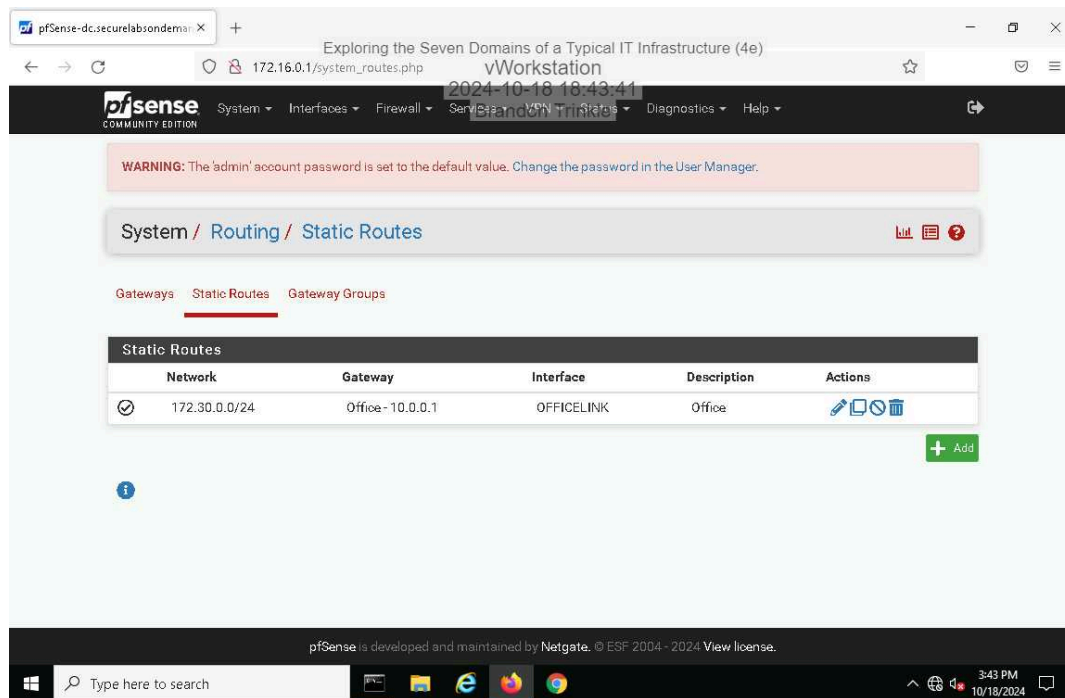 pfSense-dc.securelabsondeman
Exploring the Seven Domains of a Typical IT Infrastructure (4e)
172.16.0.1/system_routes.php
vWorkstation
2024-10-18 18:43:41
Brandon Trinkle
pfsense
COMMUNITY EDITION
System Interfaces Firewall Services VPN Status Diagnostics Help
WARNING: The 'admin' account password is set to the default value. Change the password in the User Manager.
System / Routing / Static Routes
Gateways Static Routes Gateway Groups
Static Routes
Network Gateway Interface Description Actions
172.30.0.0/24 Office - 10.0.0.1 OFFICELINK Office
Add
pfSense is developed and maintained by Netgate. © ESF 2004 - 2024 View license.
Type here to search
3:43 PM
10/18/2024